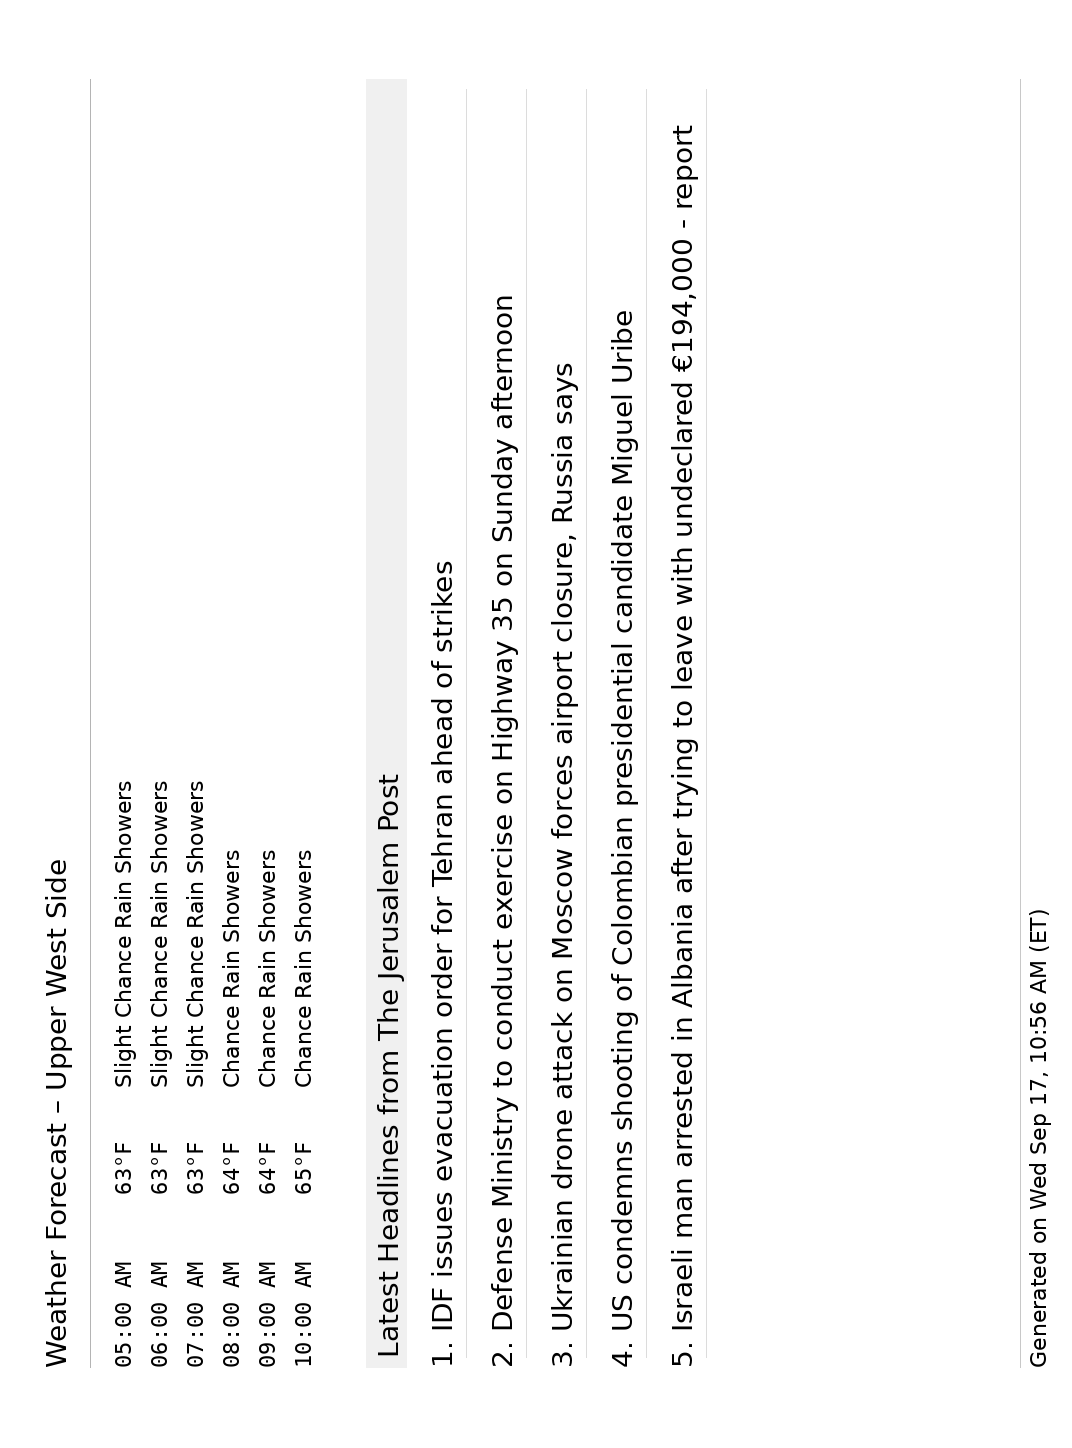 Weather Forecast – Upper West Side
05:00 AM 63°F Slight Chance Rain Showers
06:00 AM 63°F Slight Chance Rain Showers
07:00 AM 63°F Slight Chance Rain Showers
08:00 AM 64°F Chance Rain Showers
09:00 AM 64°F Chance Rain Showers
10:00 AM 65°F Chance Rain Showers
Latest Headlines from The Jerusalem Post
1. IDF issues evacuation order for Tehran ahead of strikes
2. Defense Ministry to conduct exercise on Highway 35 on Sunday afternoon
3. Ukrainian drone attack on Moscow forces airport closure, Russia says
4. US condemns shooting of Colombian presidential candidate Miguel Uribe
5. Israeli man arrested in Albania after trying to leave with undeclared €194,000 - report
Generated on Wed Sep 17, 10:56 AM (ET)